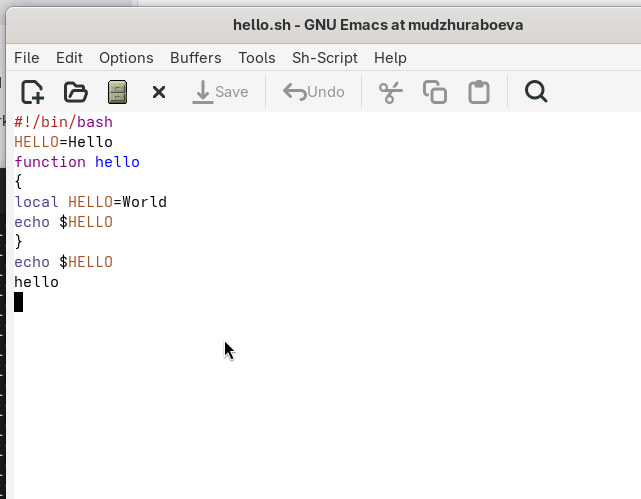 hello.sh - GNU Emacs at mudzhuraboeva
File Edit Options Buffers Tools Sh-Script Help
Save Undo
#!/bin/bash
HELLO=Hello
function hello
{
local HELLO=World
echo $HELLO
}
echo $HELLO
hello